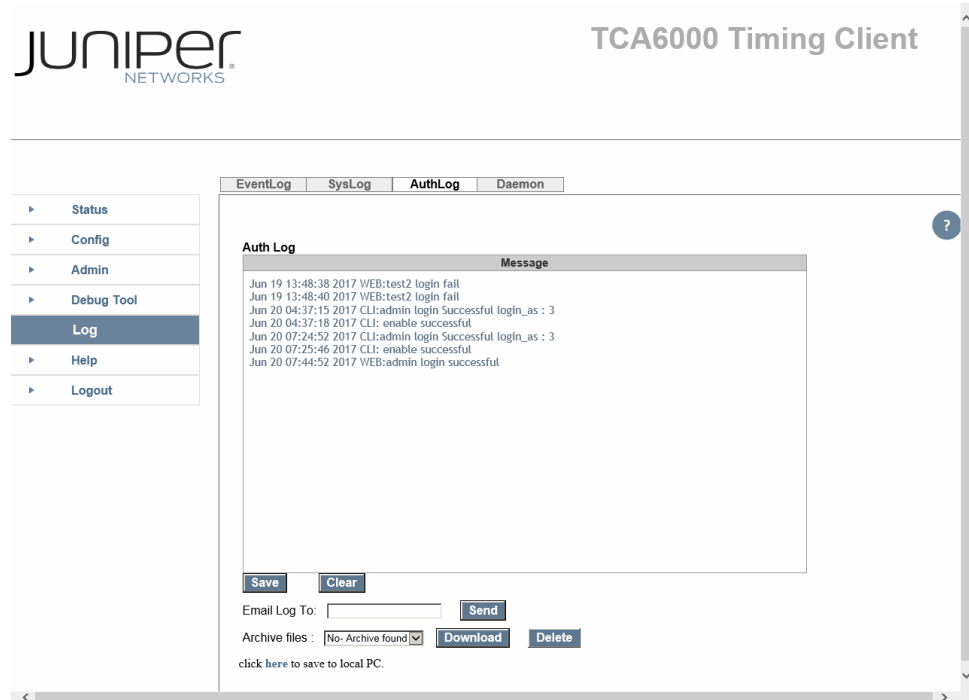 JUNIPER
NETWORKS
TCA6000 Timing Client
EventLog SysLog AuthLog Daemon
Status
Config
Admin
Debug Tool
Log
Help
Logout
?
Auth Log
Message
Jun 19 13:48:38 2017 WEB:test2 login fail
Jun 19 13:48:40 2017 WEB:test2 login fail
Jun 20 04:37:15 2017 CLI:admin login Successful login_as : 3
Jun 20 04:37:18 2017 CLI: enable successful
Jun 20 07:24:52 2017 CLI:admin login Successful login_as : 3
Jun 20 07:25:46 2017 CLI: enable successful
Jun 20 07:44:52 2017 WEB:admin login successful
Save Clear
Email Log To: Send
Archive files : No- Archive found Download Delete
click here to save to local PC.